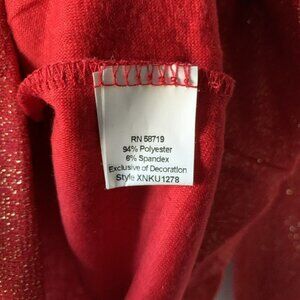 RN 58719
94% Polyester
6% Spandex
Exclusive of Decoration
Style XNKU1278